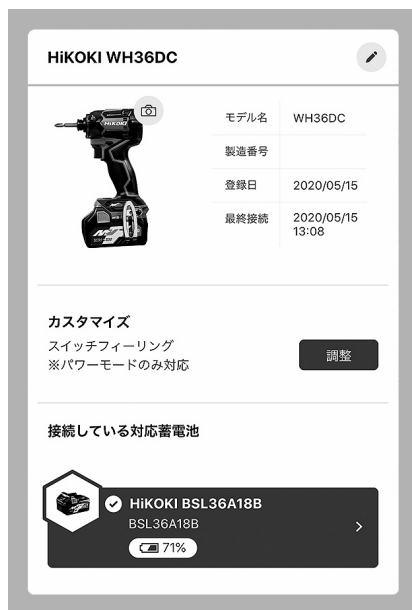 HiKOKI WH36DC
HiKOKI
モデル名 WH36DC
製造番号
登録日 2020/05/15
最終接続 2020/05/15
13:08
カスタマイズ
スイッチフィーリング
※パワーモードのみ対応
調整
接続している対応蓄電池
HiKOKI BSL36A18B
BSL36A18B
71%